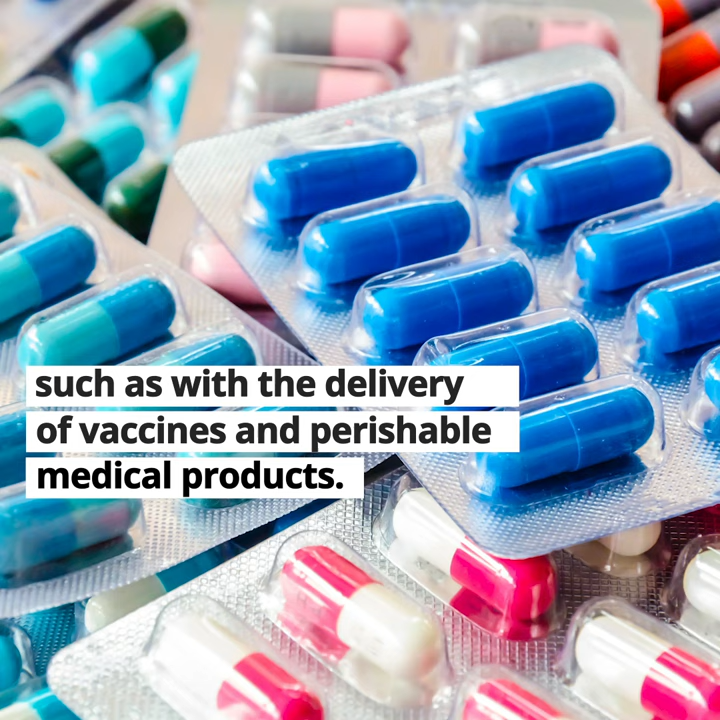 such as with the delivery
of vaccines and perishable
medical products.